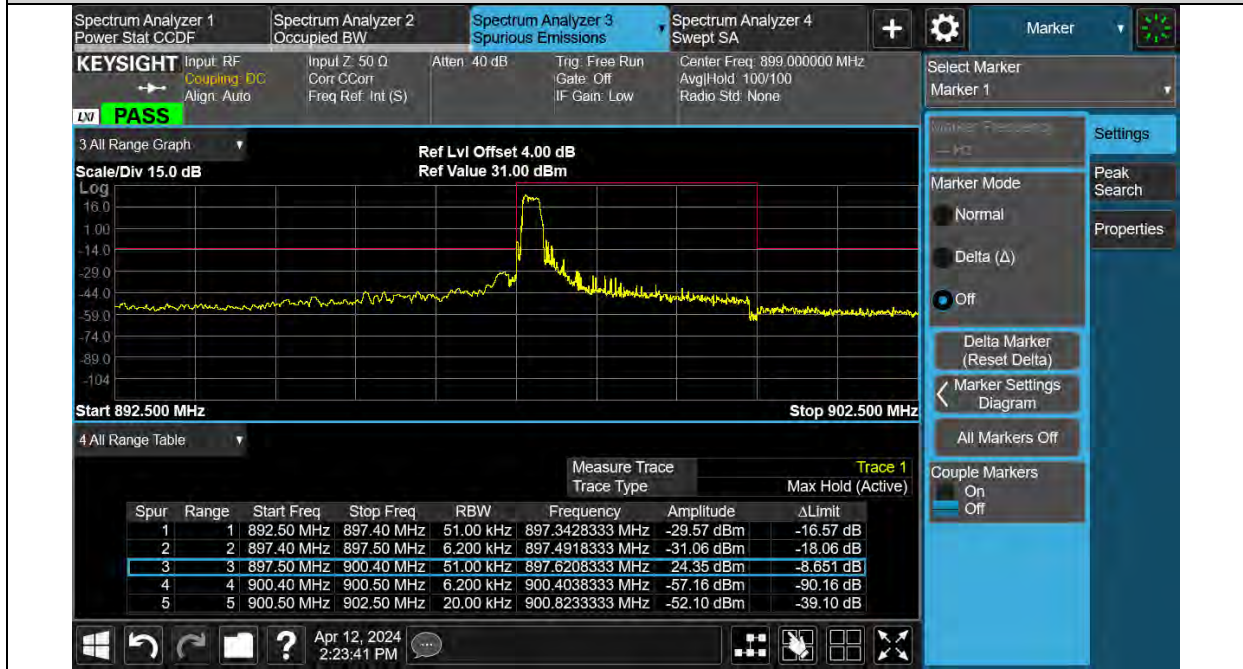 Spectrum Analyzer 1
Power Stat CCDF
Spectrum Analyzer 2
Occupied BW
Spectrum Analyzer 3
Spurious Emissions
Spectrum Analyzer 4
Swept SA
Marker
KEYSIGHT
Input: RF
Coupling: DC
Align: Auto
Input Z: 50 Ω
Corr CCorr
Freq Ref: Int (S)
Atten: 40 dB
Trig: Free Run
Gate: Off
IF Gain: Low
Center Freq: 899.000000 MHz
Avg|Hold: 100/100
Radio Std: None
LXI PASS
Select Marker
Marker 1
3 All Range Graph
Ref Lvl Offset 4.00 dB
Scale/Div 15.0 dB Ref Value 31.00 dBm
Log
16.0
1.00
-14.0
-29.0
-44.0
-59.0
-74.0
-89.0
-104
Start 892.500 MHz Stop 902.500 MHz
Marker Frequency
--- Hz
Settings
Peak
Search
Properties
Marker Mode
Normal
Delta (Δ)
Off
Delta Marker
(Reset Delta)
Marker Settings
Diagram
All Markers Off
Couple Markers
On
Off
4 All Range Table
Measure Trace Trace 1
Trace Type Max Hold (Active)
Spur Range Start Freq Stop Freq RBW Frequency Amplitude ΔLimit
1 1 892.50 MHz 897.40 MHz 51.00 kHz 897.3428333 MHz -29.57 dBm -16.57 dB
2 2 897.40 MHz 897.50 MHz 6.200 kHz 897.4918333 MHz -31.06 dBm -18.06 dB
3 3 897.50 MHz 900.40 MHz 51.00 kHz 897.6208333 MHz 24.35 dBm -8.651 dB
4 4 900.40 MHz 900.50 MHz 6.200 kHz 900.4038333 MHz -57.16 dBm -90.16 dB
5 5 900.50 MHz 902.50 MHz 20.00 kHz 900.8233333 MHz -52.10 dBm -39.10 dB
Apr 12, 2024
2:23:41 PM